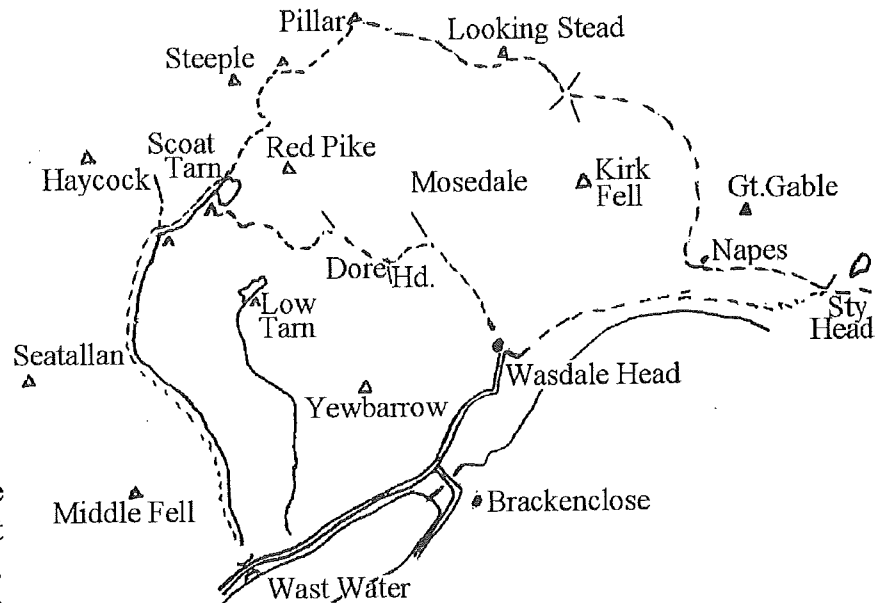 Pillar
Looking Stead
Steeple
Scoat
Tarn
Red Pike
Haycock
Mosedale
Kirk
Fell
Gt.Gable
Napes
Dore Hd.
Low
Tarn
Sty
Head
Seatallan
Wasdale Head
Yewbarrow
Middle Fell
Brackenclose
Wast Water